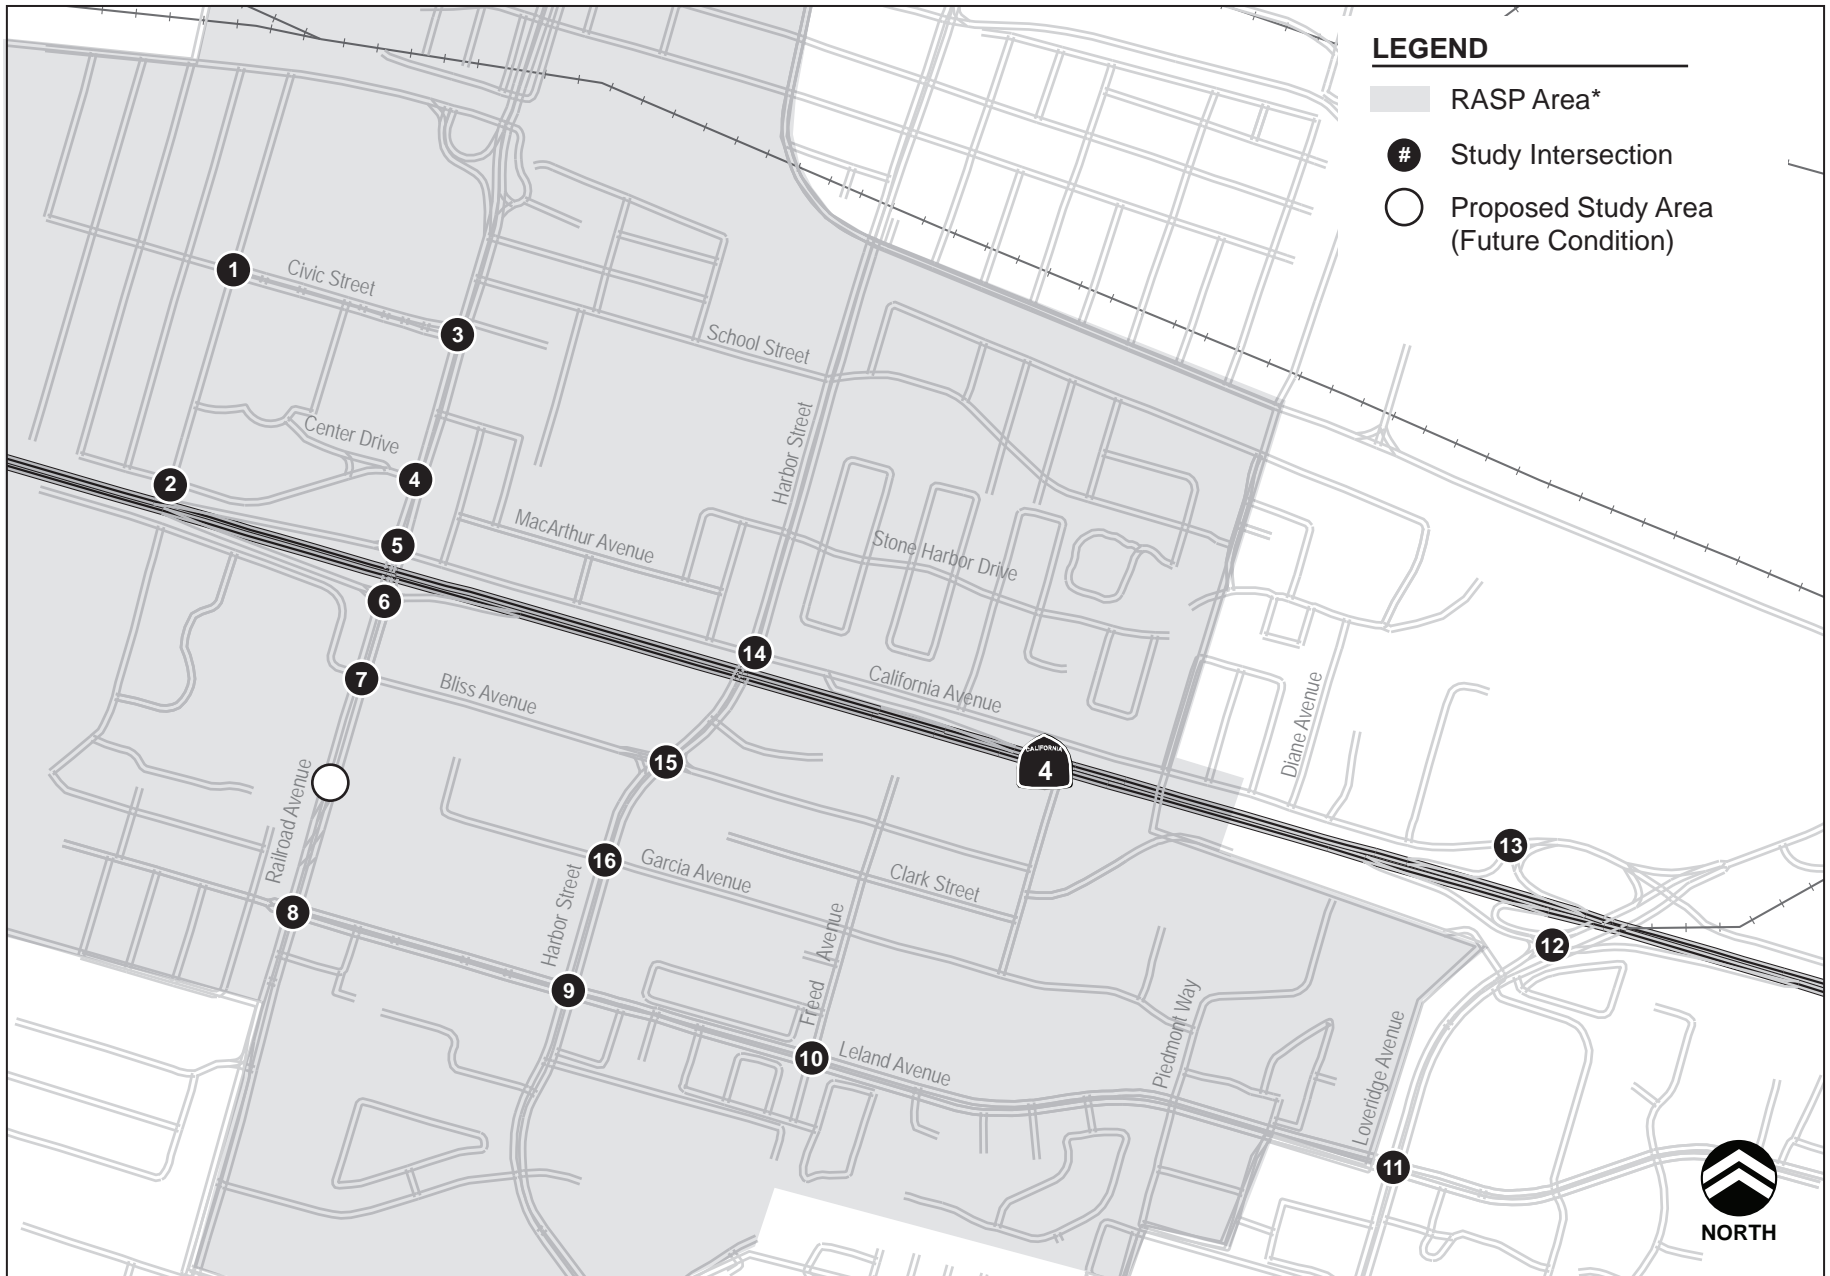 LEGEND
RASP Area*
#
Study Intersection
Proposed Study Area
(Future Condition)
1
Civic Street
3
School Street
Harbor Street
Center Drive
4
2
MacArthur Avenue
5
Stone Harbor Drive
6
14
7
Bliss Avenue
California Avenue
Diane Avenue
CALIFORNIA
4
15
Railroad Avenue
13
16
Garcia Avenue
Clark Street
Harbor Street
8
Freed Avenue
12
9
Piedmont Way
10
Leland Avenue
Loveridge Avenue
11
NORTH